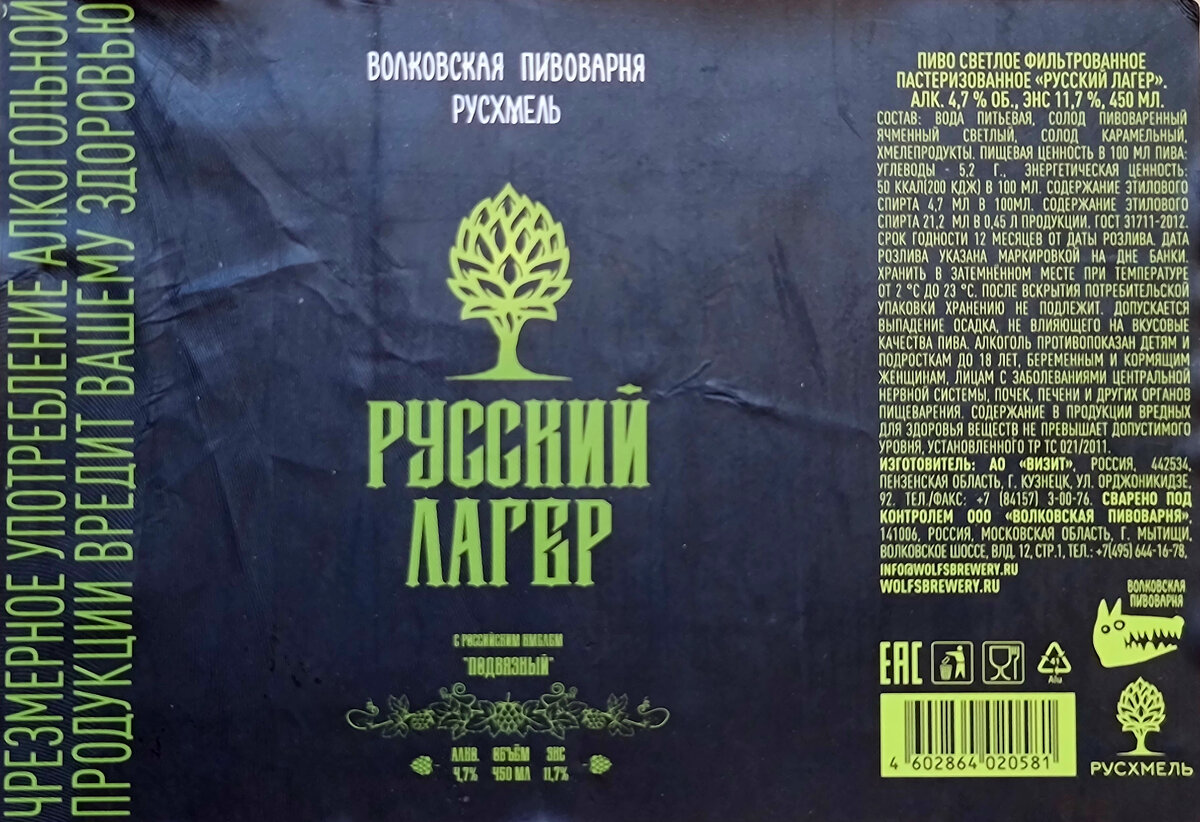 ЧРЕЗМЕРНОЕ УПОТРЕБЛЕНИЕ АЛКОГОЛЬНОЙ
ПРОДУКЦИИ ВРЕДИТ ВАШЕМУ ЗДОРОВЬЮ
ВОЛКОВСКАЯ ПИВОВАРНЯ
РУСХМЕЛЬ
РУССКИЙ
ЛАГЕР
С РОССИЙСКИМ ХМЕЛЕМ
"ПОДВЯЗНЫЙ"
АЛК. ОБЪЁМ ЭНС
4,7% 450 МЛ 11,7%
ПИВО СВЕТЛОЕ ФИЛЬТРОВАННОЕ
ПАСТЕРИЗОВАННОЕ «РУССКИЙ ЛАГЕР».
АЛК. 4,7 % ОБ., ЭНС 11,7 %, 450 МЛ.
СОСТАВ: ВОДА ПИТЬЕВАЯ, СОЛОД ПИВОВАРЕННЫЙ
ЯЧМЕННЫЙ СВЕТЛЫЙ, СОЛОД КАРАМЕЛЬНЫЙ,
ХМЕЛЕПРОДУКТЫ. ПИЩЕВАЯ ЦЕННОСТЬ В 100 МЛ ПИВА:
УГЛЕВОДЫ - 5,2 Г., ЭНЕРГЕТИЧЕСКАЯ ЦЕННОСТЬ:
50 ККАЛ(200 КДЖ) В 100 МЛ. СОДЕРЖАНИЕ ЭТИЛОВОГО
СПИРТА 4,7 МЛ В 100МЛ. СОДЕРЖАНИЕ ЭТИЛОВОГО
СПИРТА 21,2 МЛ В 0,45 Л ПРОДУКЦИИ. ГОСТ 31711-2012.
СРОК ГОДНОСТИ 12 МЕСЯЦЕВ ОТ ДАТЫ РОЗЛИВА. ДАТА
РОЗЛИВА УКАЗАНА МАРКИРОВКОЙ НА ДНЕ БАНКИ.
ХРАНИТЬ В ЗАТЕМНЁННОМ МЕСТЕ ПРИ ТЕМПЕРАТУРЕ
ОТ 2 °С ДО 23 °С. ПОСЛЕ ВСКРЫТИЯ ПОТРЕБИТЕЛЬСКОЙ
УПАКОВКИ ХРАНЕНИЮ НЕ ПОДЛЕЖИТ. ДОПУСКАЕТСЯ
ВЫПАДЕНИЕ ОСАДКА, НЕ ВЛИЯЮЩЕГО НА ВКУСОВЫЕ
КАЧЕСТВА ПИВА. АЛКОГОЛЬ ПРОТИВОПОКАЗАН ДЕТЯМ И
ПОДРОСТКАМ ДО 18 ЛЕТ, БЕРЕМЕННЫМ И КОРМЯЩИМ
ЖЕНЩИНАМ, ЛИЦАМ С ЗАБОЛЕВАНИЯМИ ЦЕНТРАЛЬНОЙ
НЕРВНОЙ СИСТЕМЫ, ПОЧЕК, ПЕЧЕНИ И ДРУГИХ ОРГАНОВ
ПИЩЕВАРЕНИЯ. СОДЕРЖАНИЕ В ПРОДУКЦИИ ВРЕДНЫХ
ДЛЯ ЗДОРОВЬЯ ВЕЩЕСТВ НЕ ПРЕВЫШАЕТ ДОПУСТИМОГО
УРОВНЯ, УСТАНОВЛЕННОГО ТР ТС 021/2011.
ИЗГОТОВИТЕЛЬ: АО «ВИЗИТ», РОССИЯ, 442534,
ПЕНЗЕНСКАЯ ОБЛАСТЬ, Г. КУЗНЕЦК, УЛ. ОРДЖОНИКИДЗЕ,
92. ТЕЛ./ФАКС: +7 (84157) 3-00-76. СВАРЕНО ПОД
КОНТРОЛЕМ ООО «ВОЛКОВСКАЯ ПИВОВАРНЯ»,
141006, РОССИЯ, МОСКОВСКАЯ ОБЛАСТЬ, Г. МЫТИЩИ,
ВОЛКОВСКОЕ ШОССЕ, ВЛД. 12, СТР.1, ТЕЛ.: +7(495) 644-16-78,
INFO@WOLFSBREWERY.RU
WOLFSBREWERY.RU
ВОЛКОВСКАЯ
ПИВОВАРНЯ
EAC
41
Alu
4 602864 020581
РУСХМЕЛЬ